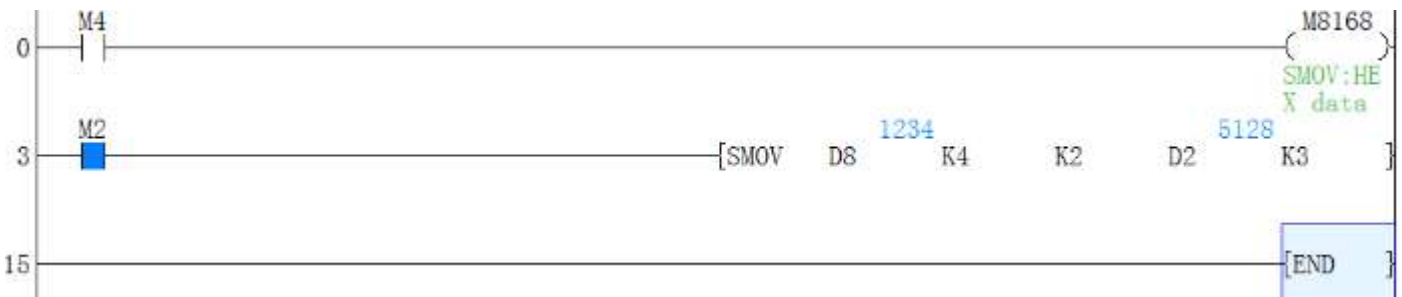 M4 M8168
0
SMOV:HE
X data
M2 1234 5128
3 [SMOV D8 K4 K2 D2 K3 ]
15 [END ]